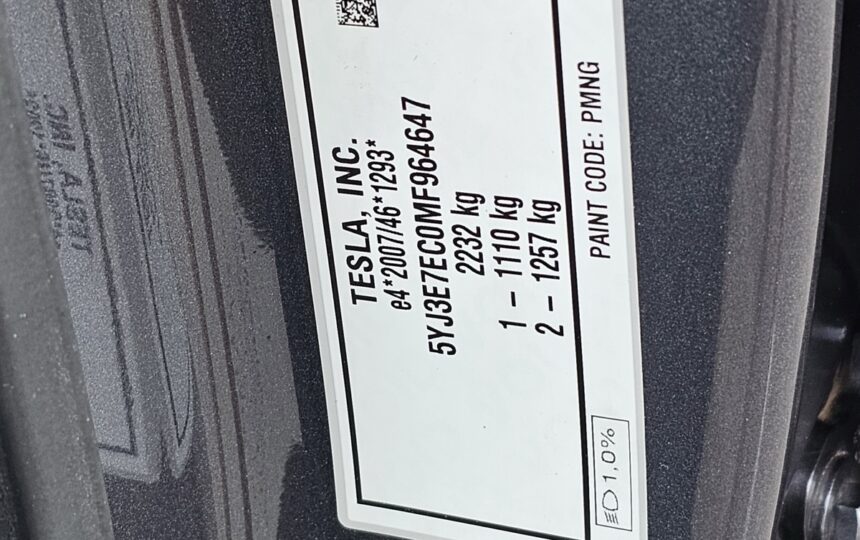 TESLA, INC.
e4*2007/46*1293*
5YJ3E7EC0MF964647
2232 kg
1 – 1110 kg
2 – 1257 kg
PAINT CODE: PMNG
1,0%